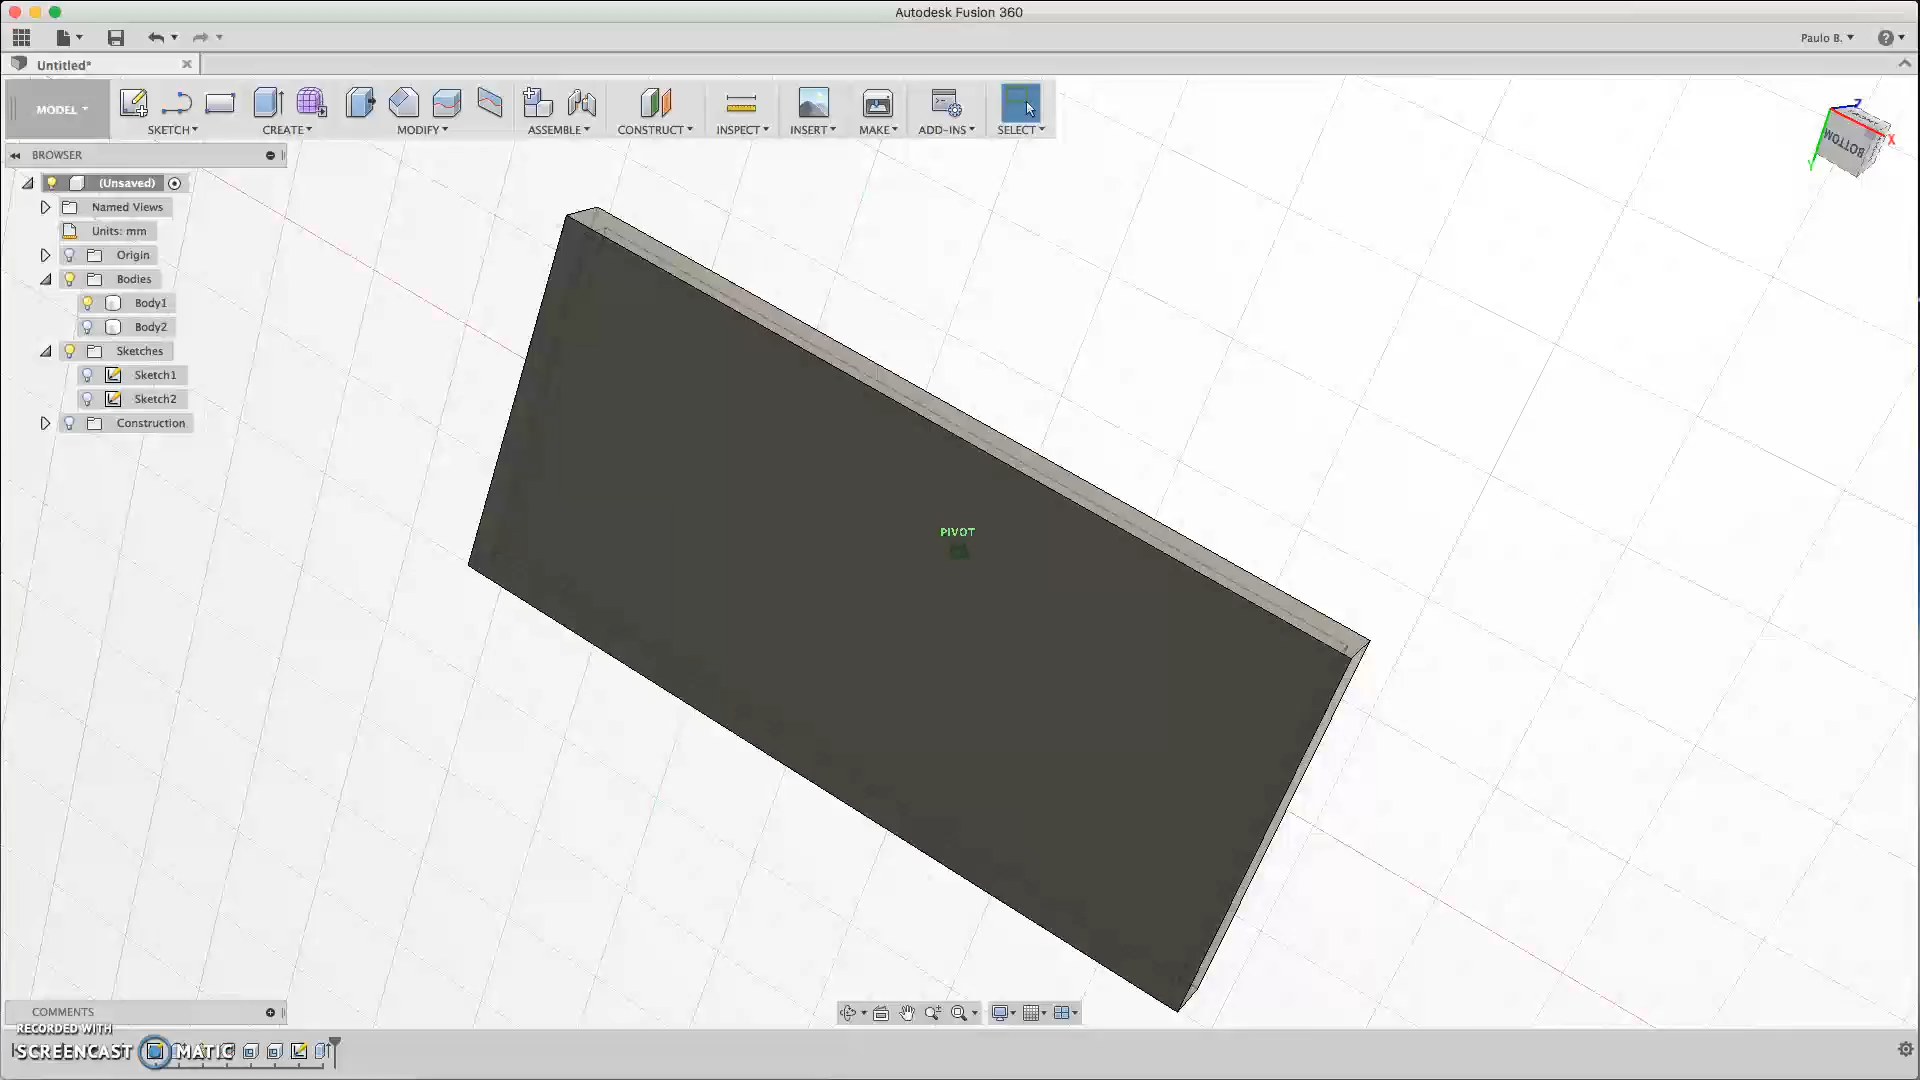 Autodesk Fusion 360
Paulo B.
Untitled*
MODEL
SKETCH
CREATE
MODIFY
ASSEMBLE
CONSTRUCT
INSPECT
INSERT
MAKE
ADD-INS
SELECT
BROWSER
(Unsaved)
Named Views
Units: mm
Origin
Bodies
Body1
Body2
Sketches
Sketch1
Sketch2
Construction
Z
X
Y
BOTTOM
PIVOT
COMMENTS
RECORDED WITH
SCREENCAST MATIC